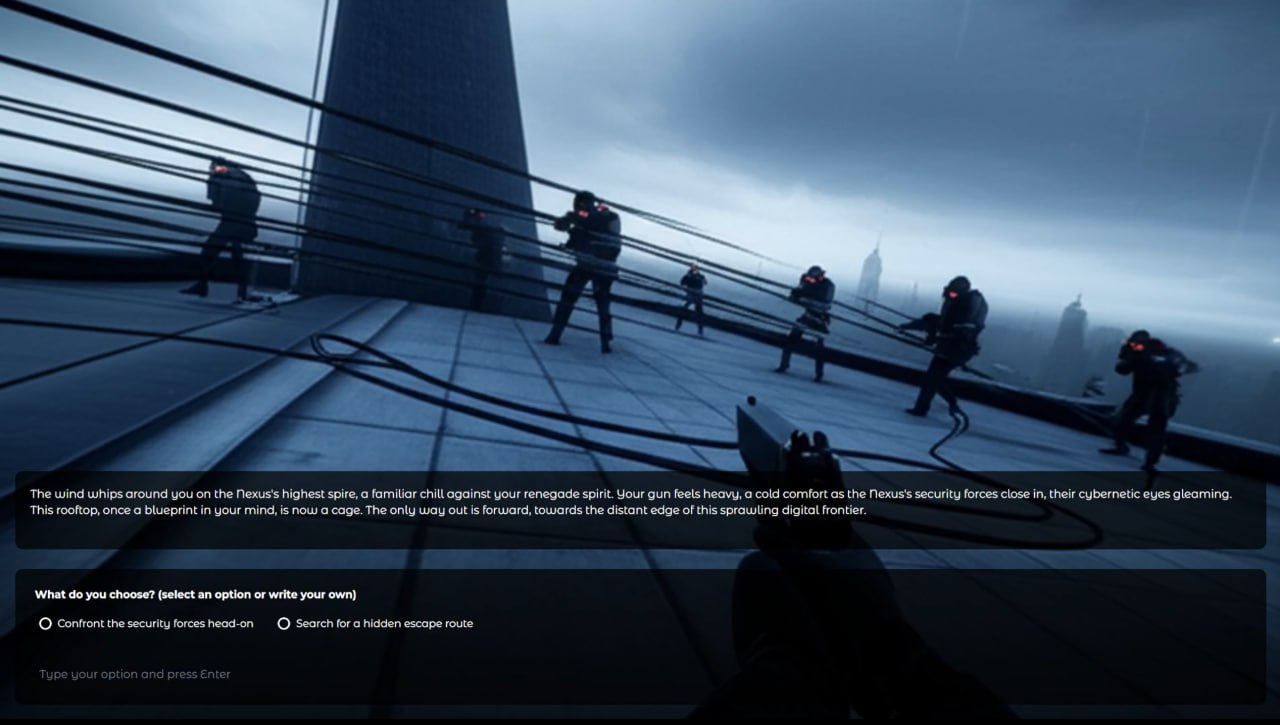 The wind whips around you on the Nexus's highest spire, a familiar chill against your renegade spirit. Your gun feels heavy, a cold comfort as the Nexus's security forces close in, their cybernetic eyes gleaming.
This rooftop, once a blueprint in your mind, is now a cage. The only way out is forward, towards the distant edge of this sprawling digital frontier.
What do you choose? (select an option or write your own)
Confront the security forces head-on Search for a hidden escape route
Type your option and press Enter